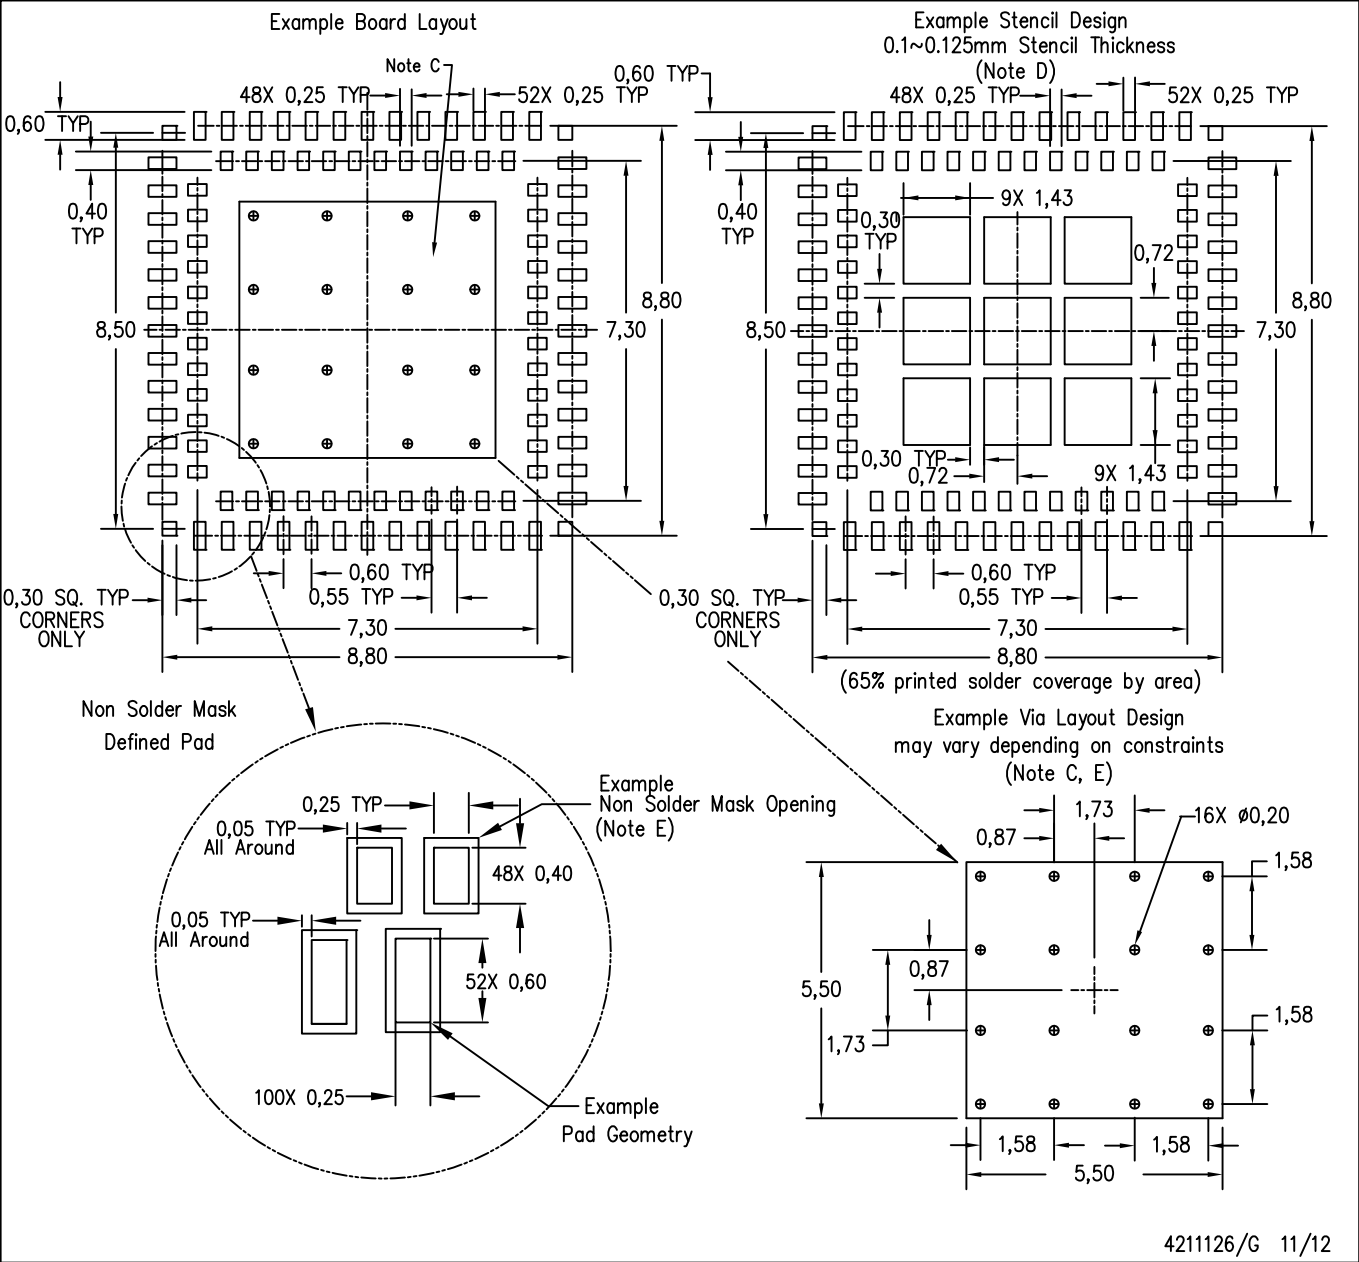 Example Board Layout
Note C
48X 0,25 TYP
52X 0,25 TYP
0,60 TYP
0,40
TYP
8,50
8,80
7,30
0,60 TYP
0,55 TYP
0,30 SQ. TYP
CORNERS
ONLY
7,30
8,80
Example Stencil Design
0.1~0.125mm Stencil Thickness
(Note D)
0,60 TYP
48X 0,25 TYP
52X 0,25 TYP
0,40
TYP
9X 1,43
0,30
TYP
0,72
8,50
8,80
7,30
0,30 TYP
0,72
9X 1,43
0,60 TYP
0,55 TYP
0,30 SQ. TYP
CORNERS
ONLY
7,30
8,80
(65% printed solder coverage by area)
Non Solder Mask
Defined Pad
0,25 TYP
Example
Non Solder Mask Opening
(Note E)
0,05 TYP
All Around
48X 0,40
0,05 TYP
All Around
52X 0,60
100X 0,25
Example
Pad Geometry
Example Via Layout Design
may vary depending on constraints
(Note C, E)
1,73
16X ø0,20
0,87
1,58
0,87
5,50
1,73
1,58
1,58
1,58
5,50
4211126/G 11/12